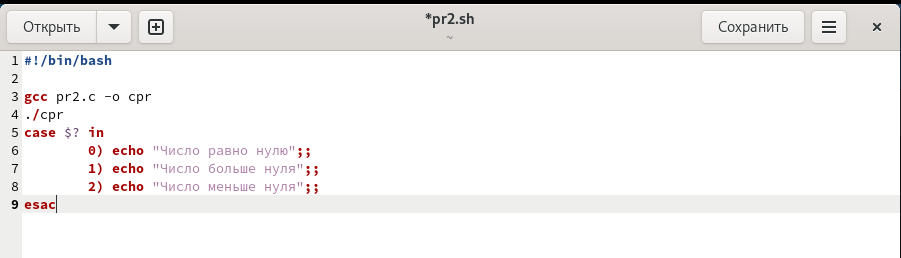 Открыть
*pr2.sh
~
Сохранить
1 #!/bin/bash
2
3 gcc pr2.c -o cpr
4 ./cpr
5 case $? in
6 0) echo "Число равно нулю";;
7 1) echo "Число больше нуля";;
8 2) echo "Число меньше нуля";;
9 esac